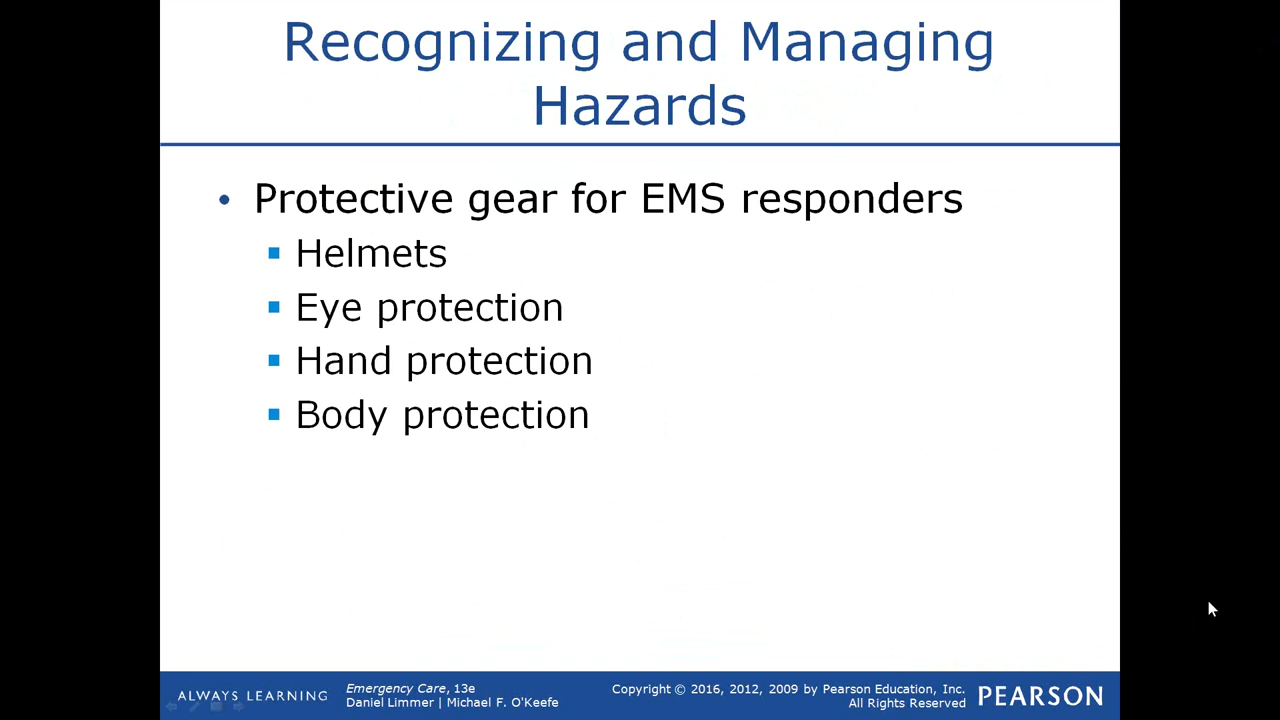 Recognizing and Managing
Hazards
• Protective gear for EMS responders
▪ Helmets
▪ Eye protection
▪ Hand protection
▪ Body protection
ALWAYS LEARNING
Emergency Care, 13e
Daniel Limmer | Michael F. O'Keefe
Copyright © 2016, 2012, 2009 by Pearson Education, Inc.
All Rights Reserved
PEARSON